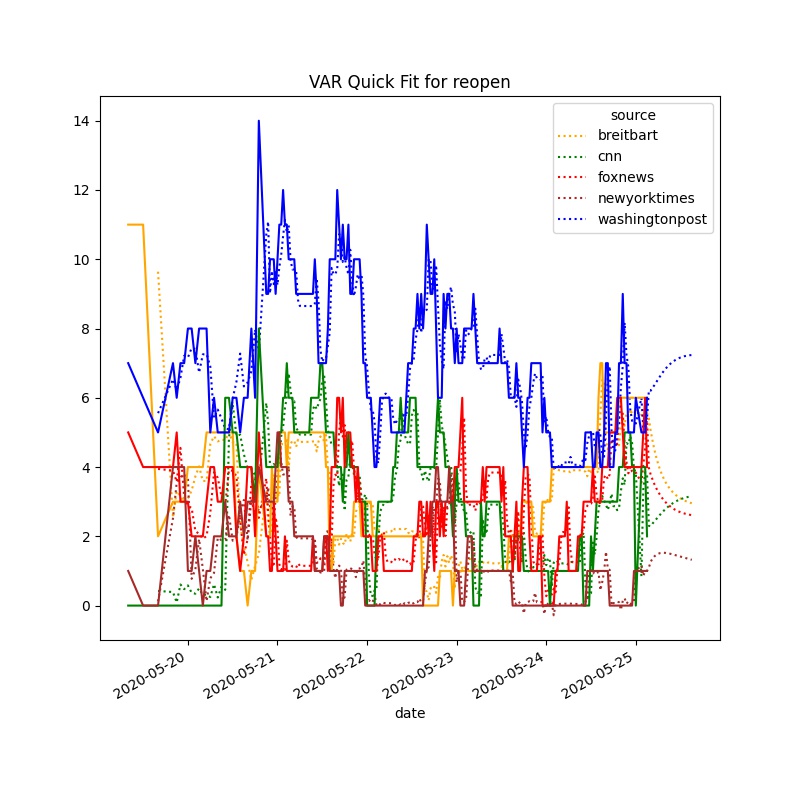 VAR Quick Fit for reopen
source
breitbart
cnn
foxnews
newyorktimes
washingtonpost
14
12
10
8
6
4
2
0
2020-05-20
2020-05-21
2020-05-22
2020-05-23
2020-05-24
2020-05-25
date